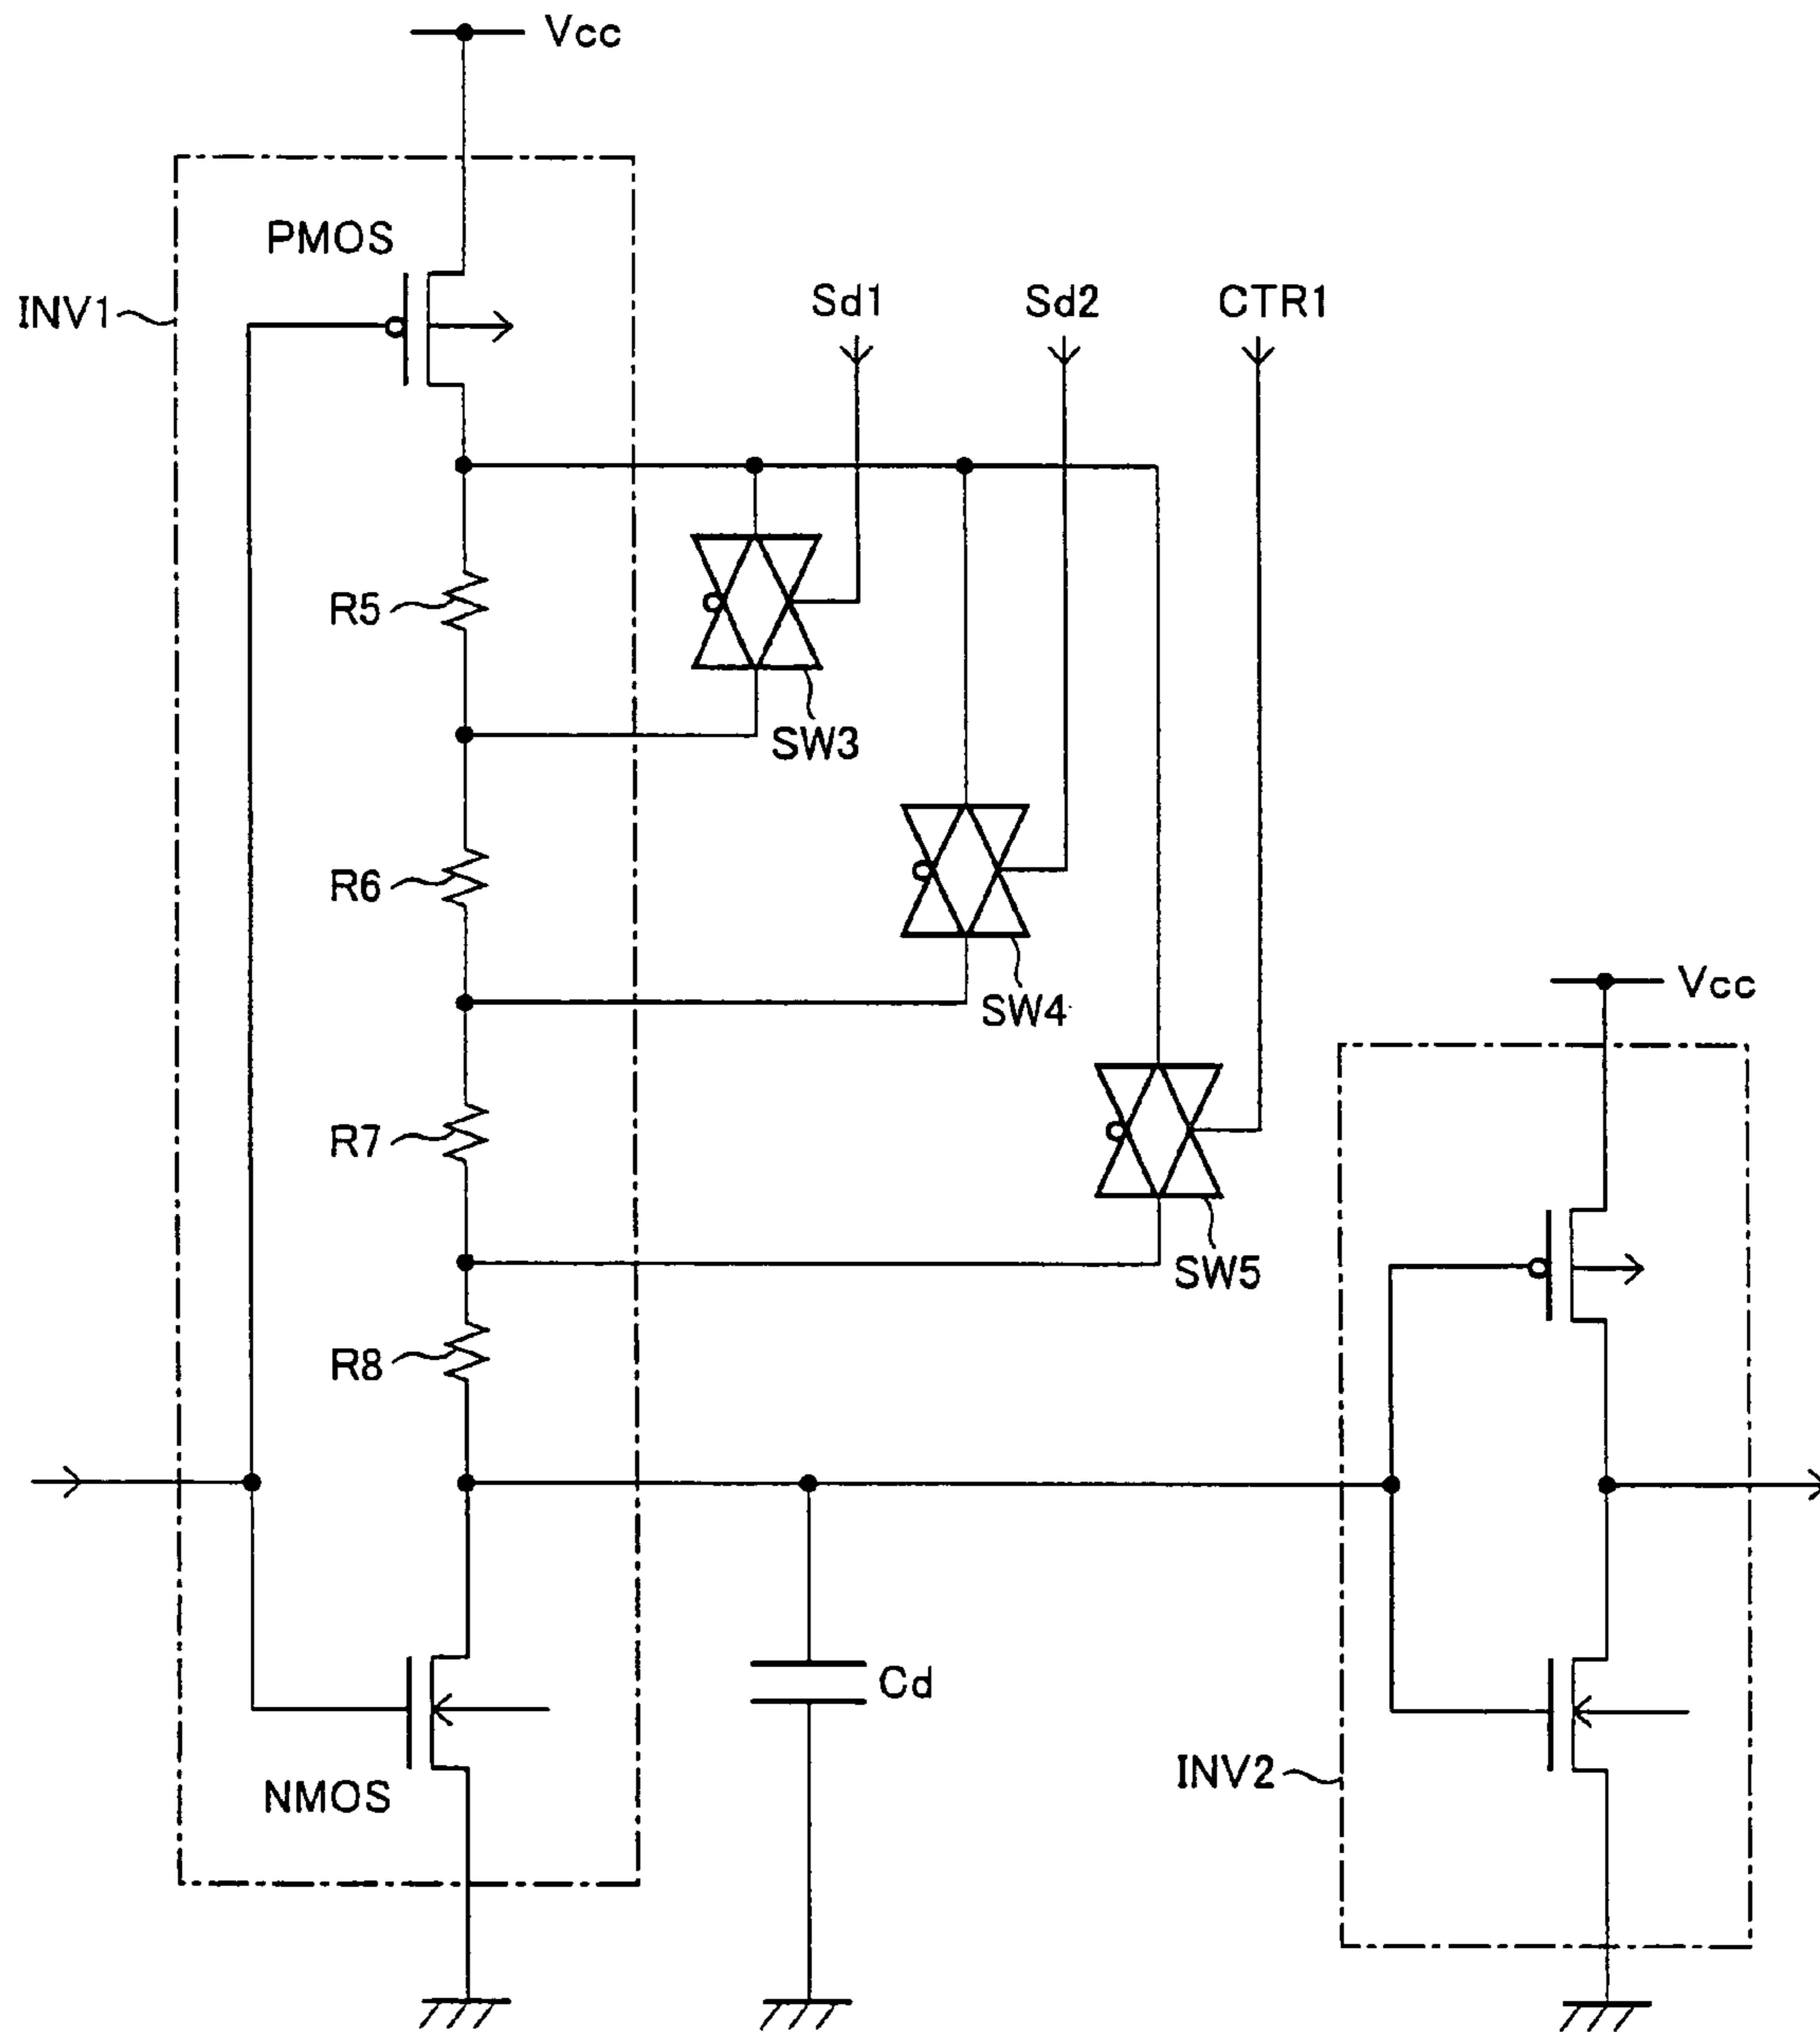 Vcc
PMOS
INV1
Sd1
Sd2
CTR1
R5
SW3
R6
SW4
Vcc
R7
SW5
R8
Cd
INV2
NMOS